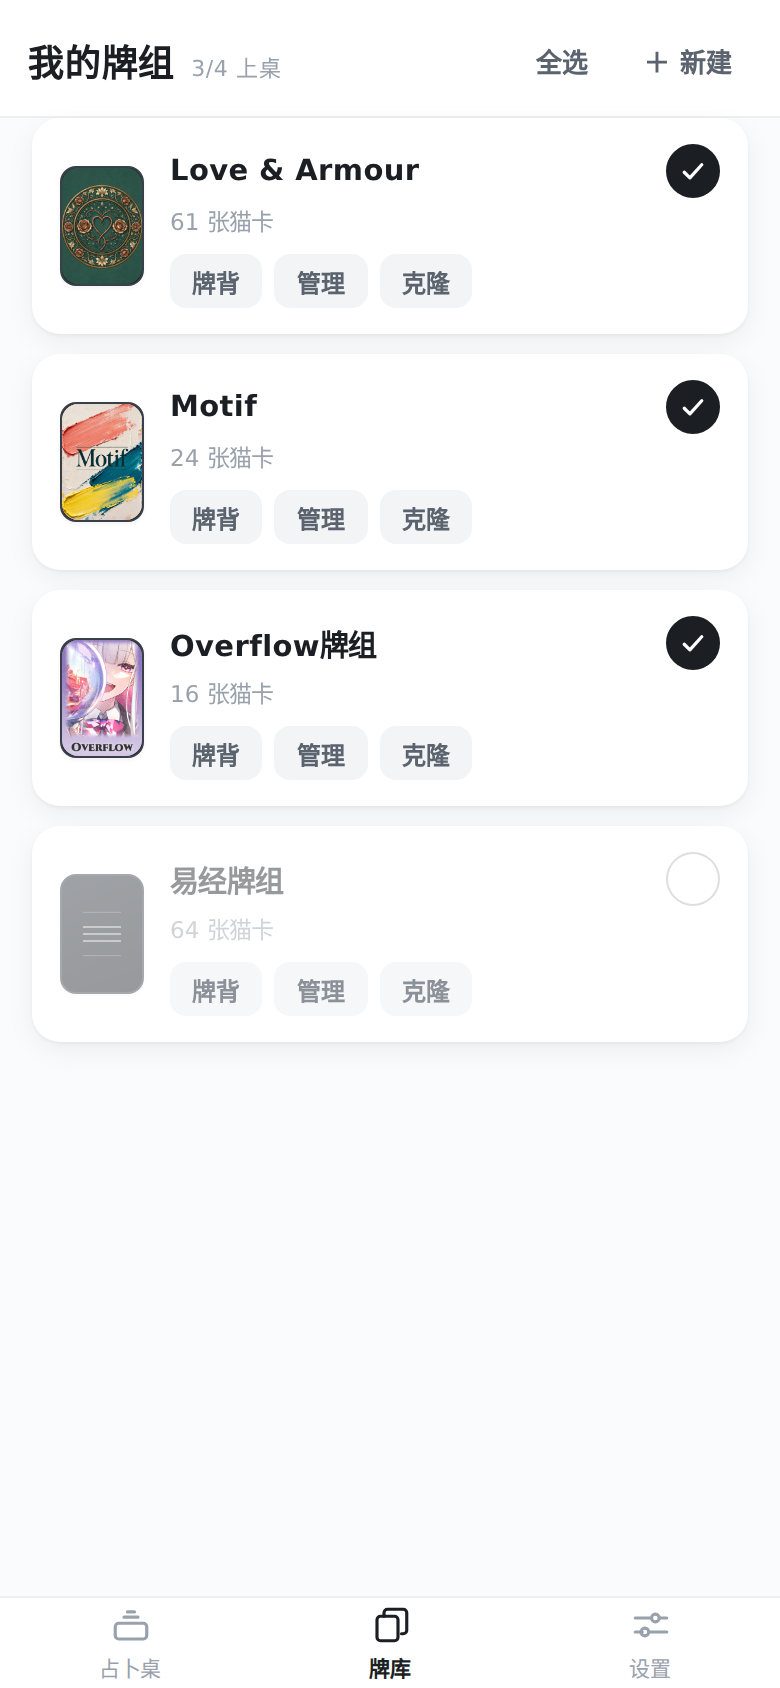 我的牌组 3/4 上桌 全选 新建
Love & Armour
61 张猫卡
牌背 管理 克隆
Motif
Motif
24 张猫卡
牌背 管理 克隆
Overflow牌组
OVERFLOW
16 张猫卡
牌背 管理 克隆
易经牌组
64 张猫卡
牌背 管理 克隆
占卜桌 牌库 设置